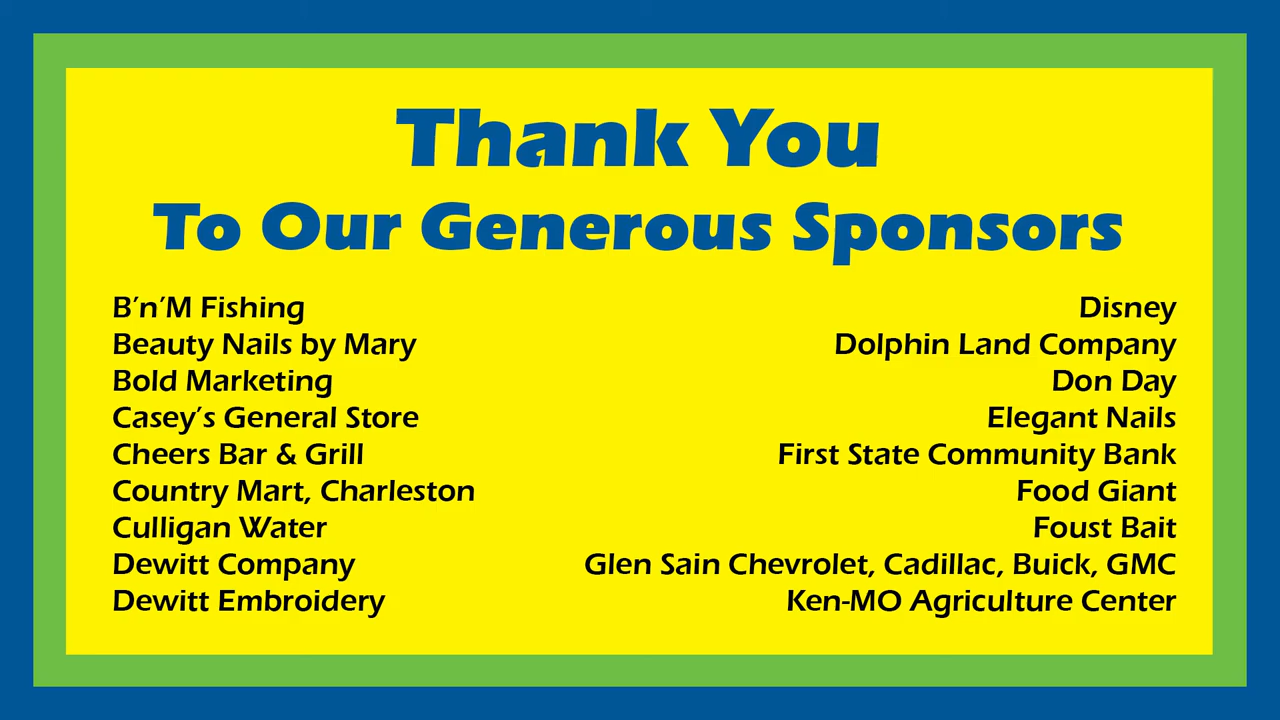 Thank You
To Our Generous Sponsors
B’n’M Fishing
Beauty Nails by Mary
Bold Marketing
Casey’s General Store
Cheers Bar & Grill
Country Mart, Charleston
Culligan Water
Dewitt Company
Dewitt Embroidery
Disney
Dolphin Land Company
Don Day
Elegant Nails
First State Community Bank
Food Giant
Foust Bait
Glen Sain Chevrolet, Cadillac, Buick, GMC
Ken-MO Agriculture Center